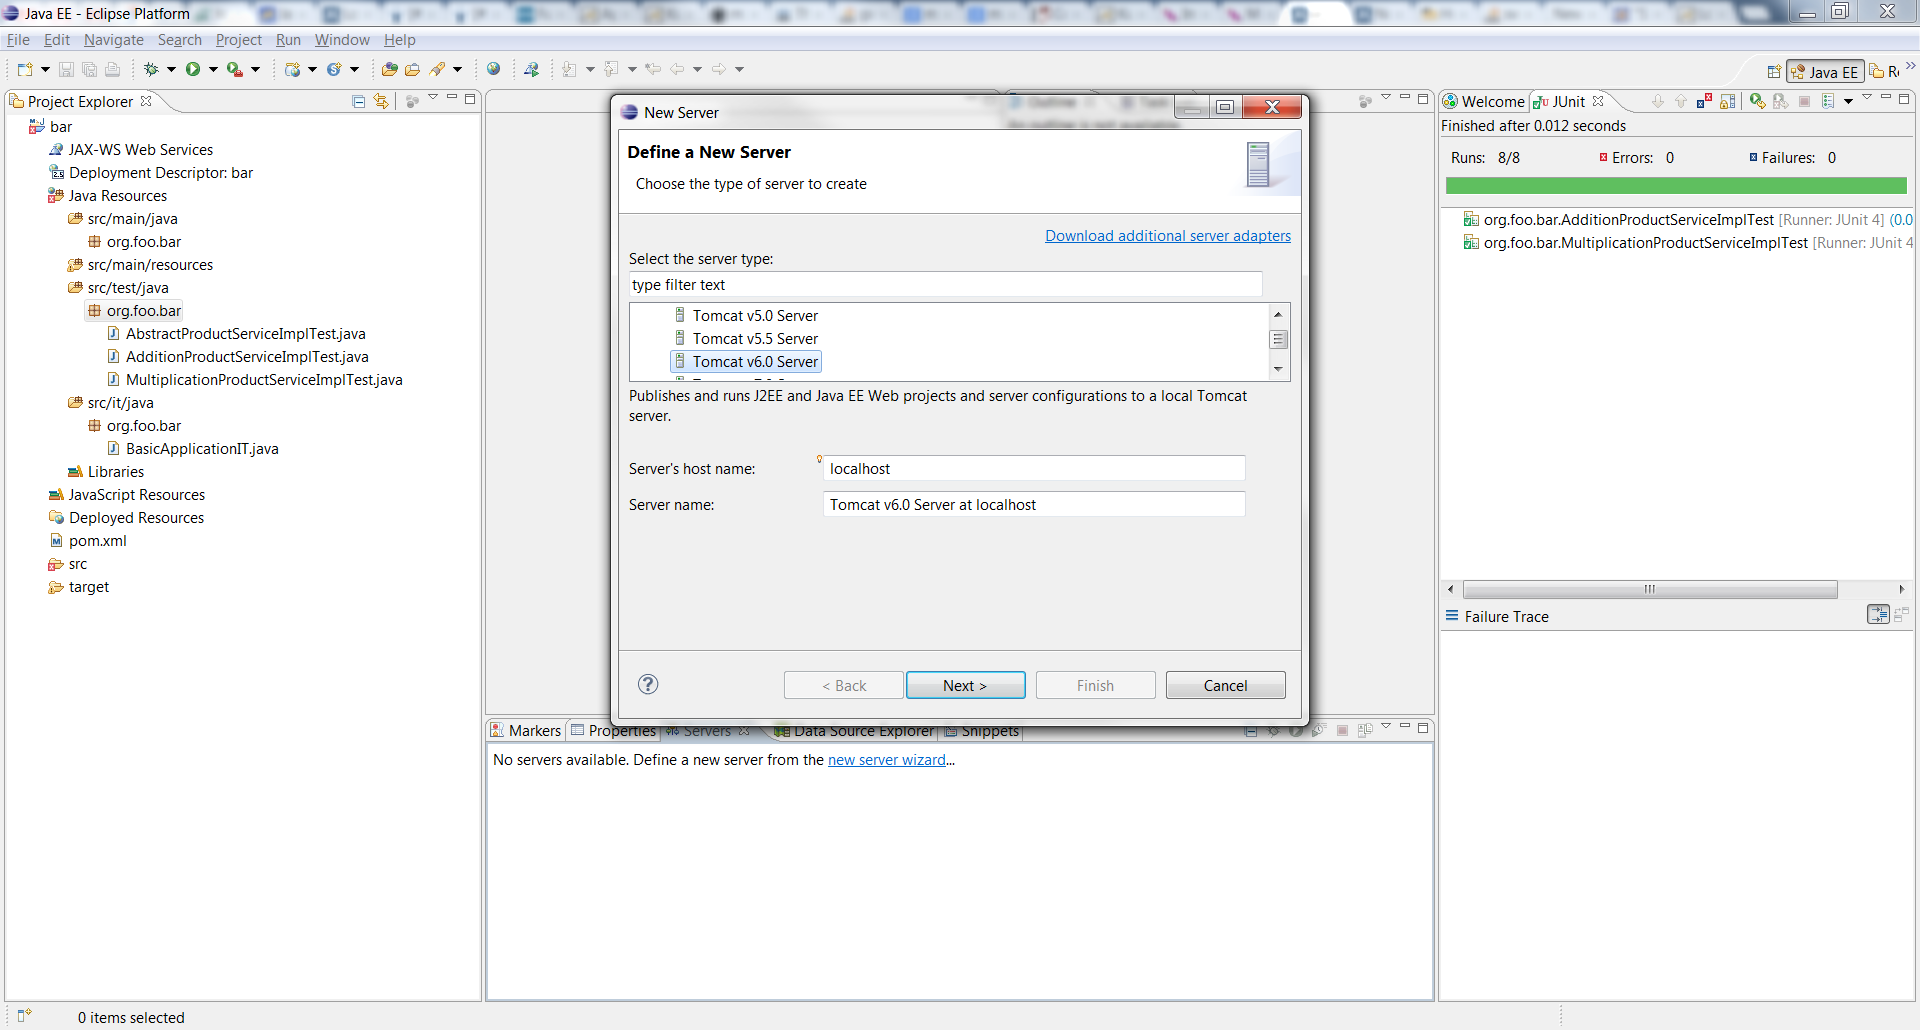 Java EE - Eclipse Platform
File Edit Navigate Search Project Run Window Help
Java EE
Project Explorer
bar
JAX-WS Web Services
Deployment Descriptor: bar
Java Resources
src/main/java
org.foo.bar
src/main/resources
src/test/java
org.foo.bar
AbstractProductServiceImplTest.java
AdditionProductServiceImplTest.java
MultiplicationProductServiceImplTest.java
src/it/java
org.foo.bar
BasicApplicationIT.java
Libraries
JavaScript Resources
Deployed Resources
pom.xml
src
target
New Server
Define a New Server
Choose the type of server to create
Download additional server adapters
Select the server type:
type filter text
Tomcat v5.0 Server
Tomcat v5.5 Server
Tomcat v6.0 Server
Publishes and runs J2EE and Java EE Web projects and server configurations to a local Tomcat
server.
Server's host name: localhost
Server name: Tomcat v6.0 Server at localhost
< Back Next > Finish Cancel
Markers Properties Servers Data Source Explorer Snippets
No servers available. Define a new server from the new server wizard...
Welcome JUnit
Finished after 0.012 seconds
Runs: 8/8 Errors: 0 Failures: 0
org.foo.bar.AdditionProductServiceImplTest [Runner: JUnit 4] (0.0
org.foo.bar.MultiplicationProductServiceImplTest [Runner: JUnit 4
Failure Trace
0 items selected